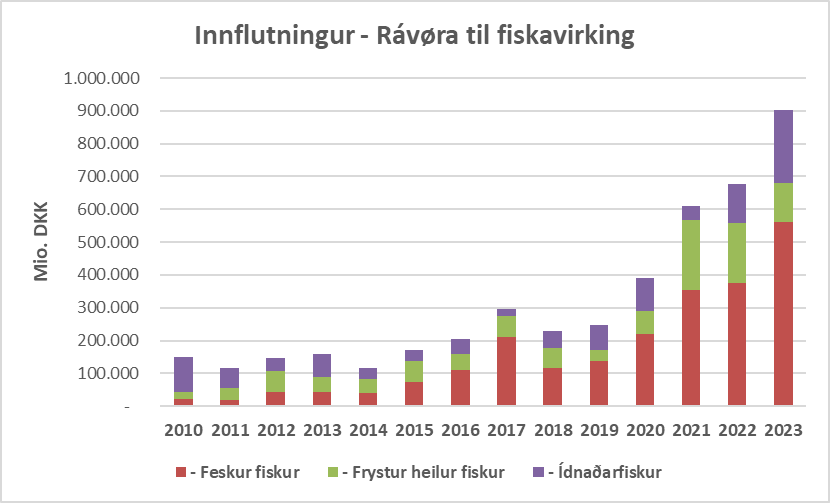 Innflutningur - Rávøra til fiskavirking
1.000.000
900.000
800.000
700.000
600.000
500.000
400.000
300.000
200.000
100.000
-
Mio. DKK
2010 2011 2012 2013 2014 2015 2016 2017 2018 2019 2020 2021 2022 2023
- Feskur fiskur - Frystur heilur fiskur - Ídnaðarfiskur